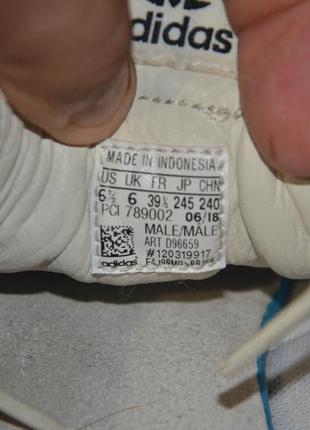 adidas
MADE IN INDONESIA
US UK FR JP CHN
6½ 6 39⅓ 245 240
PCI 789002 06/18
MALE/MALE
ART D96659
#120319917
adidas